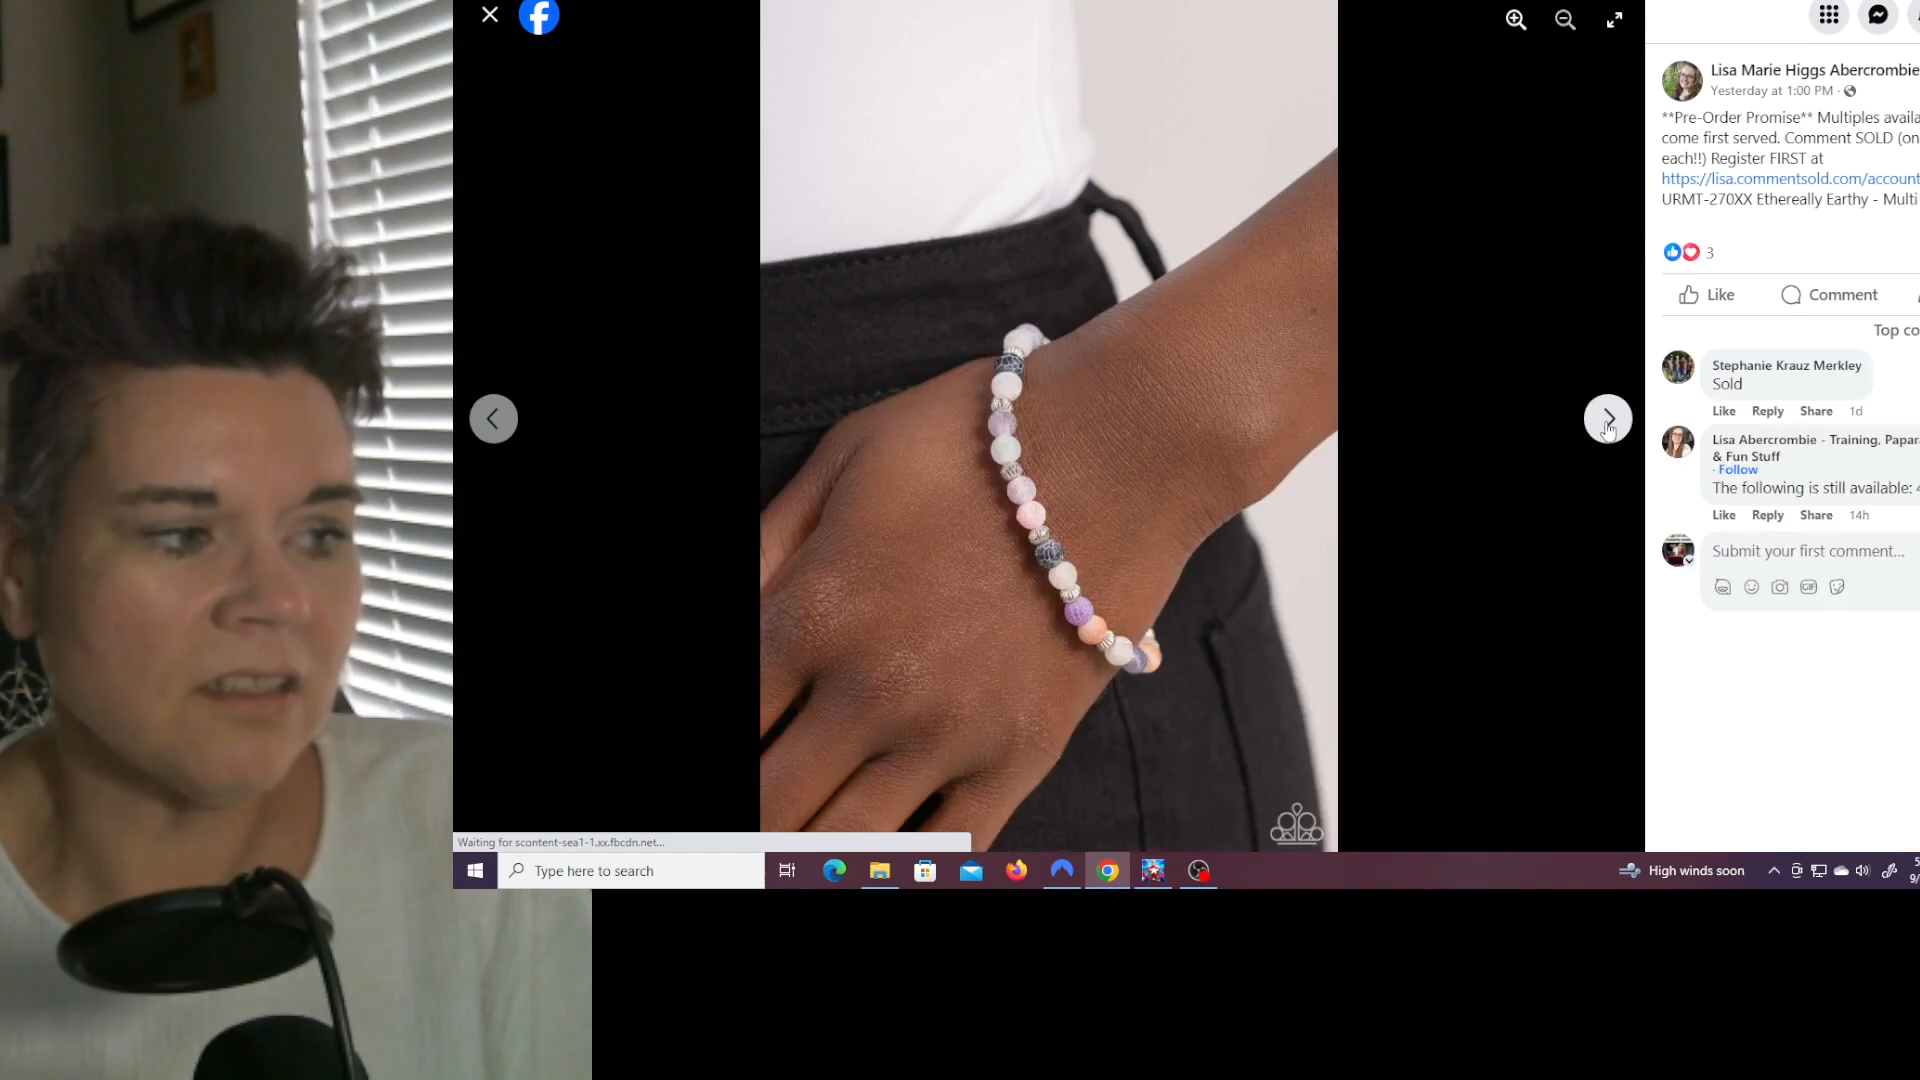 Lisa Marie Higgs Abercrombie
Yesterday at 1:00 PM ·
**Pre-Order Promise** Multiples availa
come first served. Comment SOLD (on
each!!) Register FIRST at
https://lisa.commentsold.com/account
URMT-270XX Ethereally Earthy - Multi
3
Like Comment
Top co
Stephanie Krauz Merkley
Sold
Like Reply Share 1d
Lisa Abercrombie - Training, Papar
& Fun Stuff
· Follow
The following is still available: 4
Like Reply Share 14h
Submit your first comment...
GIF
Waiting for scontent-sea1-1.xx.fbcdn.net...
Type here to search
High winds soon
5
9/